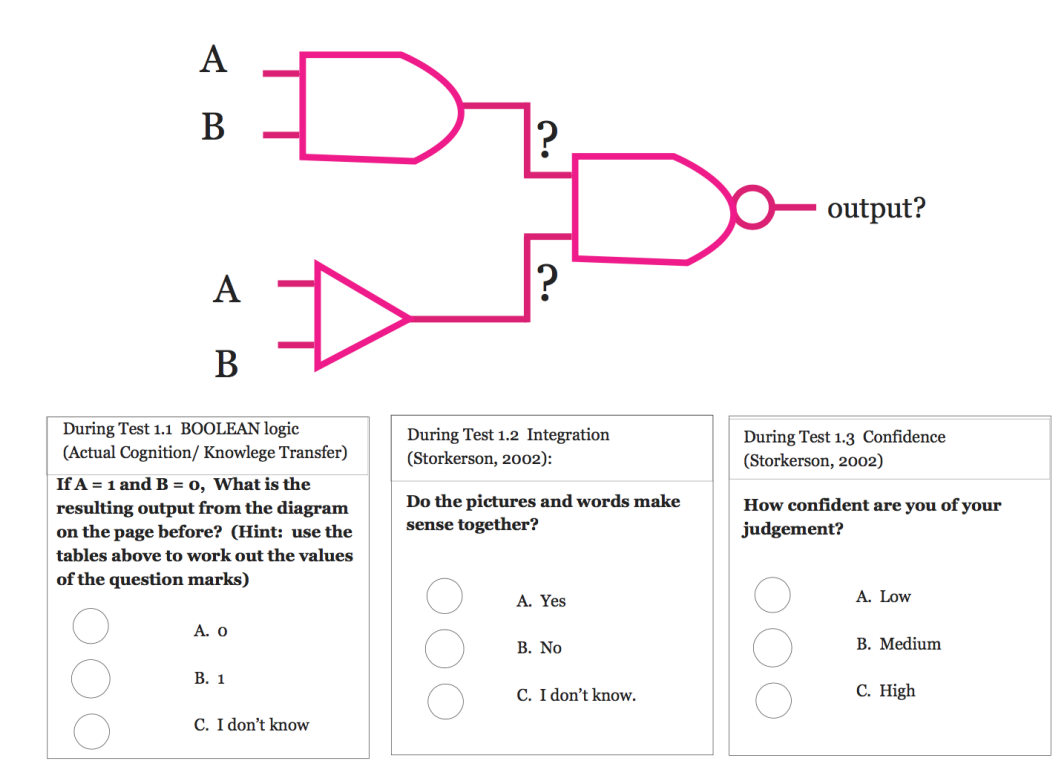 A
B
?
output?
?
A
B
During Test 1.1 BOOLEAN logic
(Actual Cognition/ Knowlege Transfer)
If A = 1 and B = 0, What is the
resulting output from the diagram
on the page before? (Hint: use the
tables above to work out the values
of the question marks)
A. 0
B. 1
C. I don't know
During Test 1.2 Integration
(Storkerson, 2002):
Do the pictures and words make
sense together?
A. Yes
B. No
C. I don't know.
During Test 1.3 Confidence
(Storkerson, 2002)
How confident are you of your
judgement?
A. Low
B. Medium
C. High